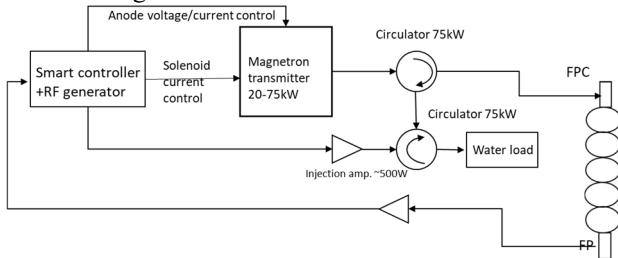 Anode voltage/current control
Circulator 75kW
Smart controller
+RF generator
Solenoid
current
control
Magnetron
transmitter
20-75kW
FPC
Circulator 75kW
Water load
Injection amp. ~500W
FP